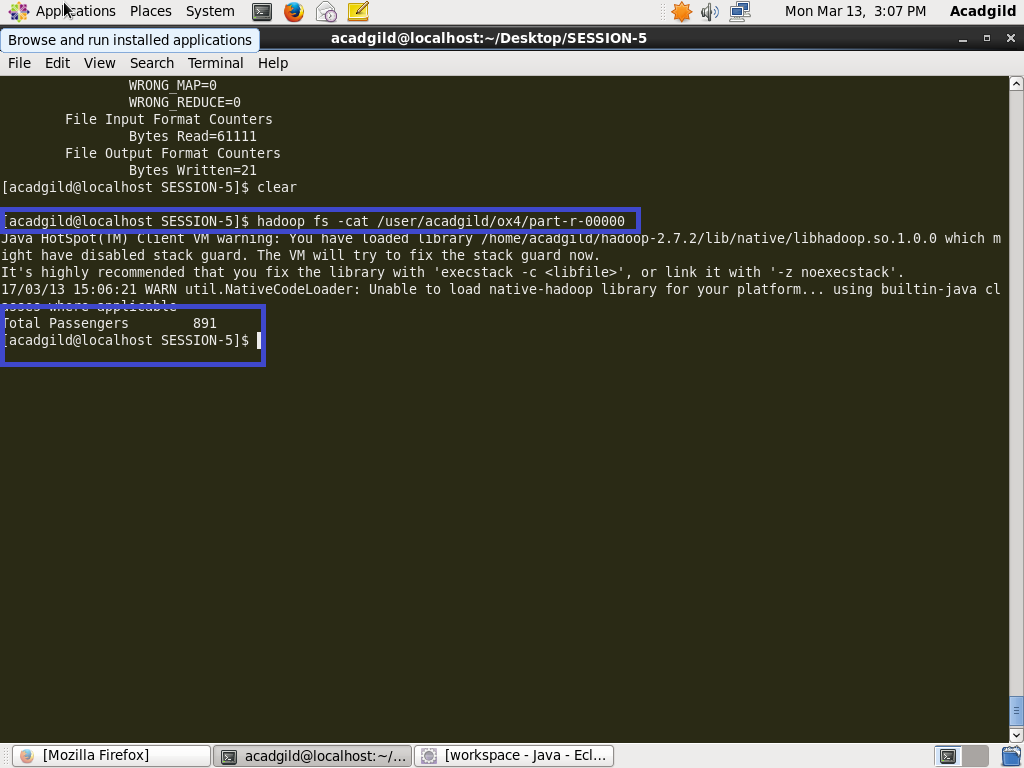 Applications Places System Mon Mar 13, 3:07 PM Acadgild
Browse and run installed applications
acadgild@localhost:~/Desktop/SESSION-5
File Edit View Search Terminal Help
WRONG_MAP=0
WRONG_REDUCE=0
File Input Format Counters
Bytes Read=61111
File Output Format Counters
Bytes Written=21
[acadgild@localhost SESSION-5]$ clear
[acadgild@localhost SESSION-5]$ hadoop fs -cat /user/acadgild/ox4/part-r-00000
Java HotSpot(TM) Client VM warning: You have loaded library /home/acadgild/hadoop-2.7.2/lib/native/libhadoop.so.1.0.0 which m
ight have disabled stack guard. The VM will try to fix the stack guard now.
It's highly recommended that you fix the library with 'execstack -c <libfile>', or link it with '-z noexecstack'.
17/03/13 15:06:21 WARN util.NativeCodeLoader: Unable to load native-hadoop library for your platform... using builtin-java cl
asses where applicable
Total Passengers 891
[acadgild@localhost SESSION-5]$
[Mozilla Firefox] acadgild@localhost:~/... [workspace - Java - Ecl...